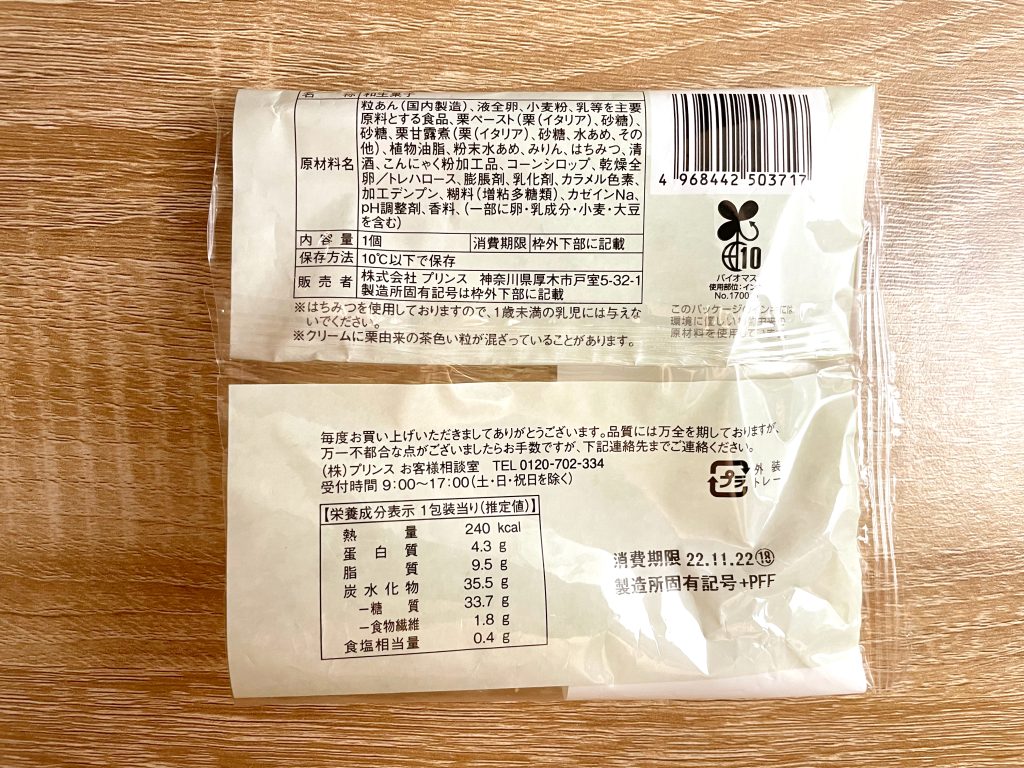 名称 和生菓子
原材料名
粒あん(国内製造)、液全卵、小麦粉、乳等を主要
原料とする食品、栗ペースト(栗(イタリア)、砂糖)、
砂糖、栗甘露煮(栗(イタリア)、砂糖、水あめ、その
他)、植物油脂、粉末水あめ、みりん、はちみつ、清
酒、こんにゃく粉加工品、コーンシロップ、乾燥全
卵/トレハロース、膨脹剤、乳化剤、カラメル色素、
加工デンプン、糊料(増粘多糖類)、カゼインNa、
pH調整剤、香料、(一部に卵・乳成分・小麦・大豆
を含む)
内容量 1個 消費期限 枠外下部に記載
保存方法 10℃以下で保存
販売者 株式会社 プリンス 神奈川県厚木市戸室5-32-1
製造所固有記号は枠外下部に記載
※はちみつを使用しておりますので、1歳未満の乳児には与えな
いでください。
※クリームに栗由来の茶色い粒が混ざっていることがあります。
4 968442 503717
10
バイオマス
使用部位:イン
No.1700
このパッケージのインキには
環境に優しい
原材料を使用して
毎度お買い上げいただきましてありがとうございます。品質には万全を期しておりますが、
万一不都合な点がございましたらお手数ですが、下記連絡先までご連絡ください。
(株)プリンス お客様相談室 TEL 0120-702-334
受付時間 9:00〜17:00(土・日・祝日を除く)
プラ
外装
トレー
【栄養成分表示 1包装当り(推定値)】
熱量 240 kcal
蛋白質 4.3 g
脂質 9.5 g
炭水化物 35.5 g
−糖質 33.7 g
−食物繊維 1.8 g
食塩相当量 0.4 g
消費期限 22.11.22⑲
製造所固有記号+PFF